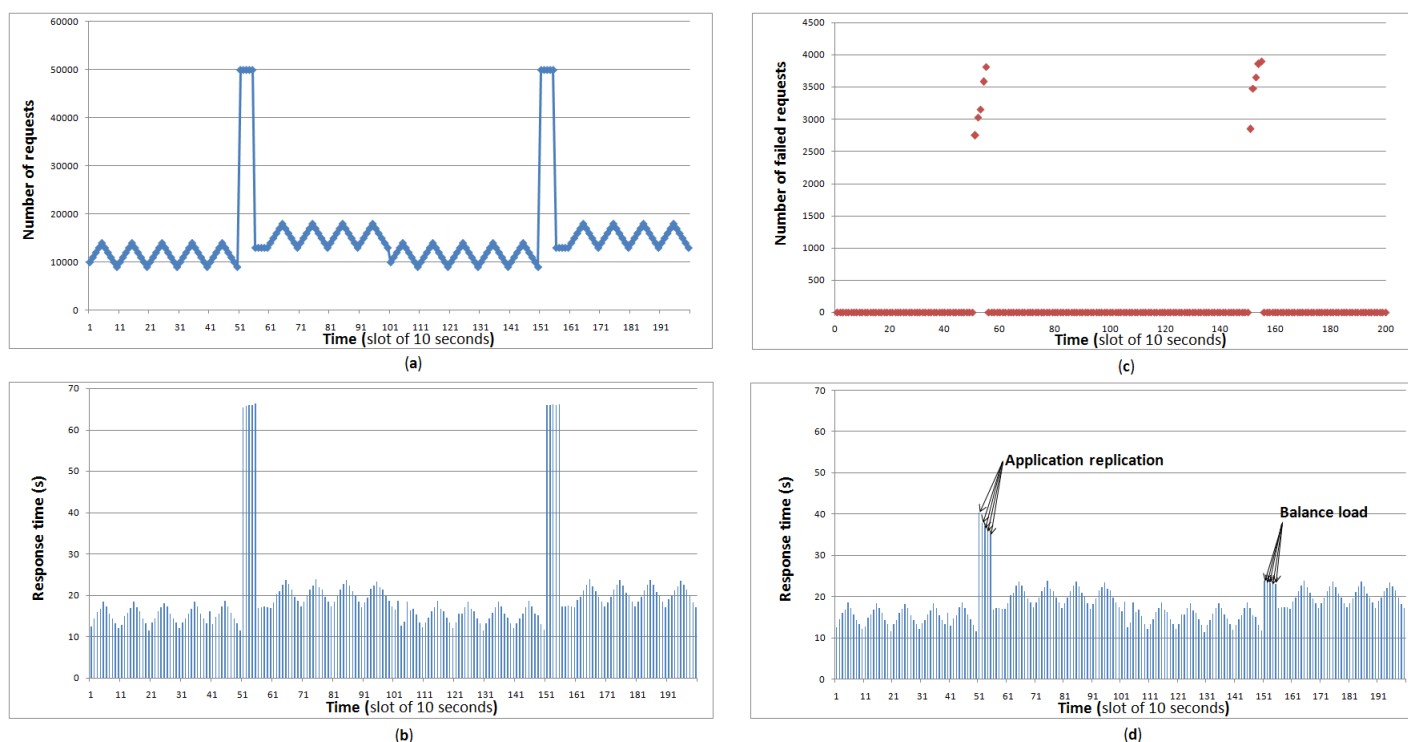 60000
50000
40000
30000
20000
10000
0
Number of requests
1 11 21 31 41 51 61 71 81 91 101 111 121 131 141 151 161 171 181 191
Time (slot of 10 seconds)
(a)
4500
4000
3500
3000
2500
2000
1500
1000
500
0
Number of failed requests
0 20 40 60 80 100 120 140 160 180 200
Time (slot of 10 seconds)
(c)
70
60
50
40
30
20
10
0
Response time (s)
1 11 21 31 41 51 61 71 81 91 101 111 121 131 141 151 161 171 181 191
Time (slot of 10 seconds)
(b)
70
60
50
40
30
20
10
0
Response time (s)
Application replication
Balance load
1 11 21 31 41 51 61 71 81 91 101 111 121 131 141 151 161 171 181 191
Time (slot of 10 seconds)
(d)